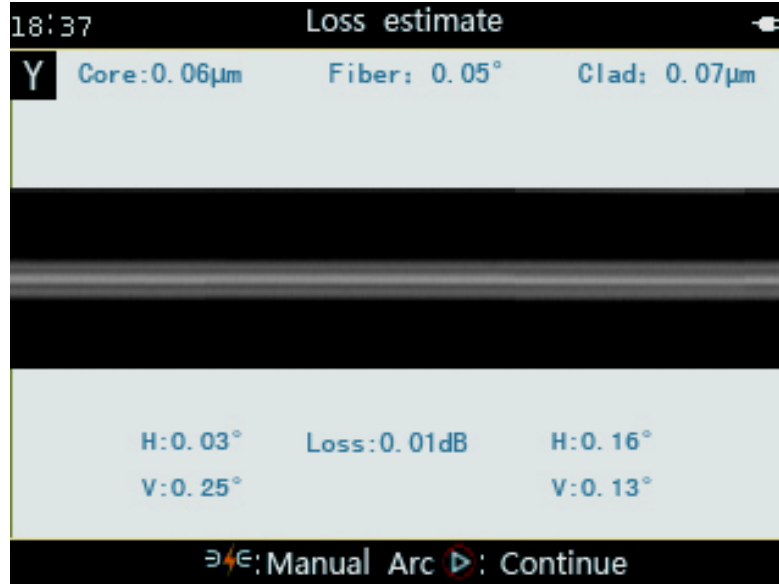 18:37 Loss estimate
Y Core:0.06µm Fiber: 0.05° Clad: 0.07µm
H:0.03° Loss:0.01dB H:0.16°
V:0.25° V:0.13°
:Manual Arc : Continue